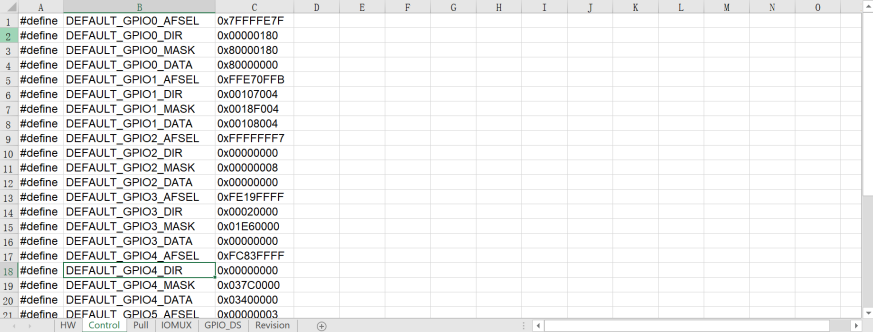 A B C D E F G H I J K L M N O
1 #define DEFAULT_GPIO0_AFSEL 0x7FFFFE7F
2 #define DEFAULT_GPIO0_DIR 0x00000180
3 #define DEFAULT_GPIO0_MASK 0x80000180
4 #define DEFAULT_GPIO0_DATA 0x80000000
5 #define DEFAULT_GPIO1_AFSEL 0xFFE70FFB
6 #define DEFAULT_GPIO1_DIR 0x00107004
7 #define DEFAULT_GPIO1_MASK 0x0018F004
8 #define DEFAULT_GPIO1_DATA 0x00108004
9 #define DEFAULT_GPIO2_AFSEL 0xFFFFFFF7
10 #define DEFAULT_GPIO2_DIR 0x00000000
11 #define DEFAULT_GPIO2_MASK 0x00000008
12 #define DEFAULT_GPIO2_DATA 0x00000000
13 #define DEFAULT_GPIO3_AFSEL 0xFE19FFFF
14 #define DEFAULT_GPIO3_DIR 0x00020000
15 #define DEFAULT_GPIO3_MASK 0x01E60000
16 #define DEFAULT_GPIO3_DATA 0x00000000
17 #define DEFAULT_GPIO4_AFSEL 0xFC83FFFF
18 #define DEFAULT_GPIO4_DIR 0x00000000
19 #define DEFAULT_GPIO4_MASK 0x037C0000
20 #define DEFAULT_GPIO4_DATA 0x03400000
21 #define DEFAULT_GPIO5_AFSEL 0x00000003
HW Control Pull IOMUX GPIO_DS Revision